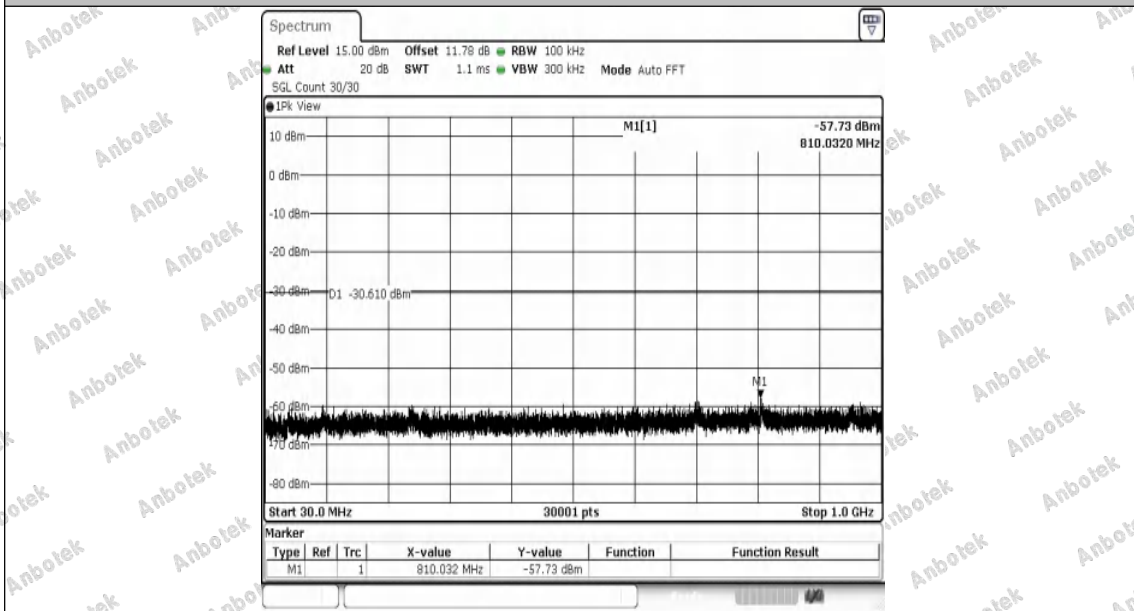 Spectrum
Ref Level 15.00 dBm Offset 11.78 dB RBW 100 kHz
Att 20 dB SWT 1.1 ms VBW 300 kHz Mode Auto FFT
SGL Count 30/30
1Pk View
M1[1] -57.73 dBm
810.0320 MHz
10 dBm
0 dBm
-10 dBm
-20 dBm
-30 dBm
D1 -30.610 dBm
-40 dBm
-50 dBm
M1
-60 dBm
-70 dBm
-80 dBm
Start 30.0 MHz 30001 pts Stop 1.0 GHz
Marker
Type Ref Trc X-value Y-value Function Function Result
M1 1 810.032 MHz -57.73 dBm
Anbotek